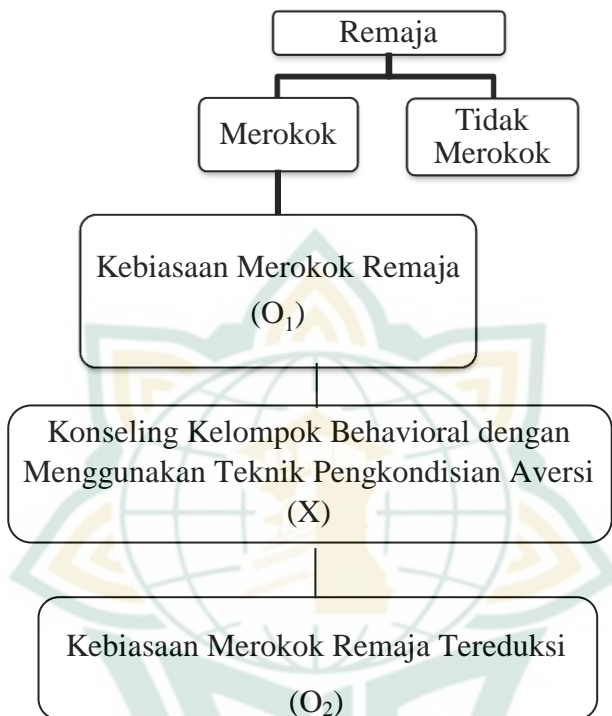 Remaja
Merokok
Tidak
Merokok
Kebiasaan Merokok Remaja
(O₁)
Konseling Kelompok Behavioral dengan
Menggunakan Teknik Pengkondisian Aversi
(X)
Kebiasaan Merokok Remaja Tereduksi
(O₂)